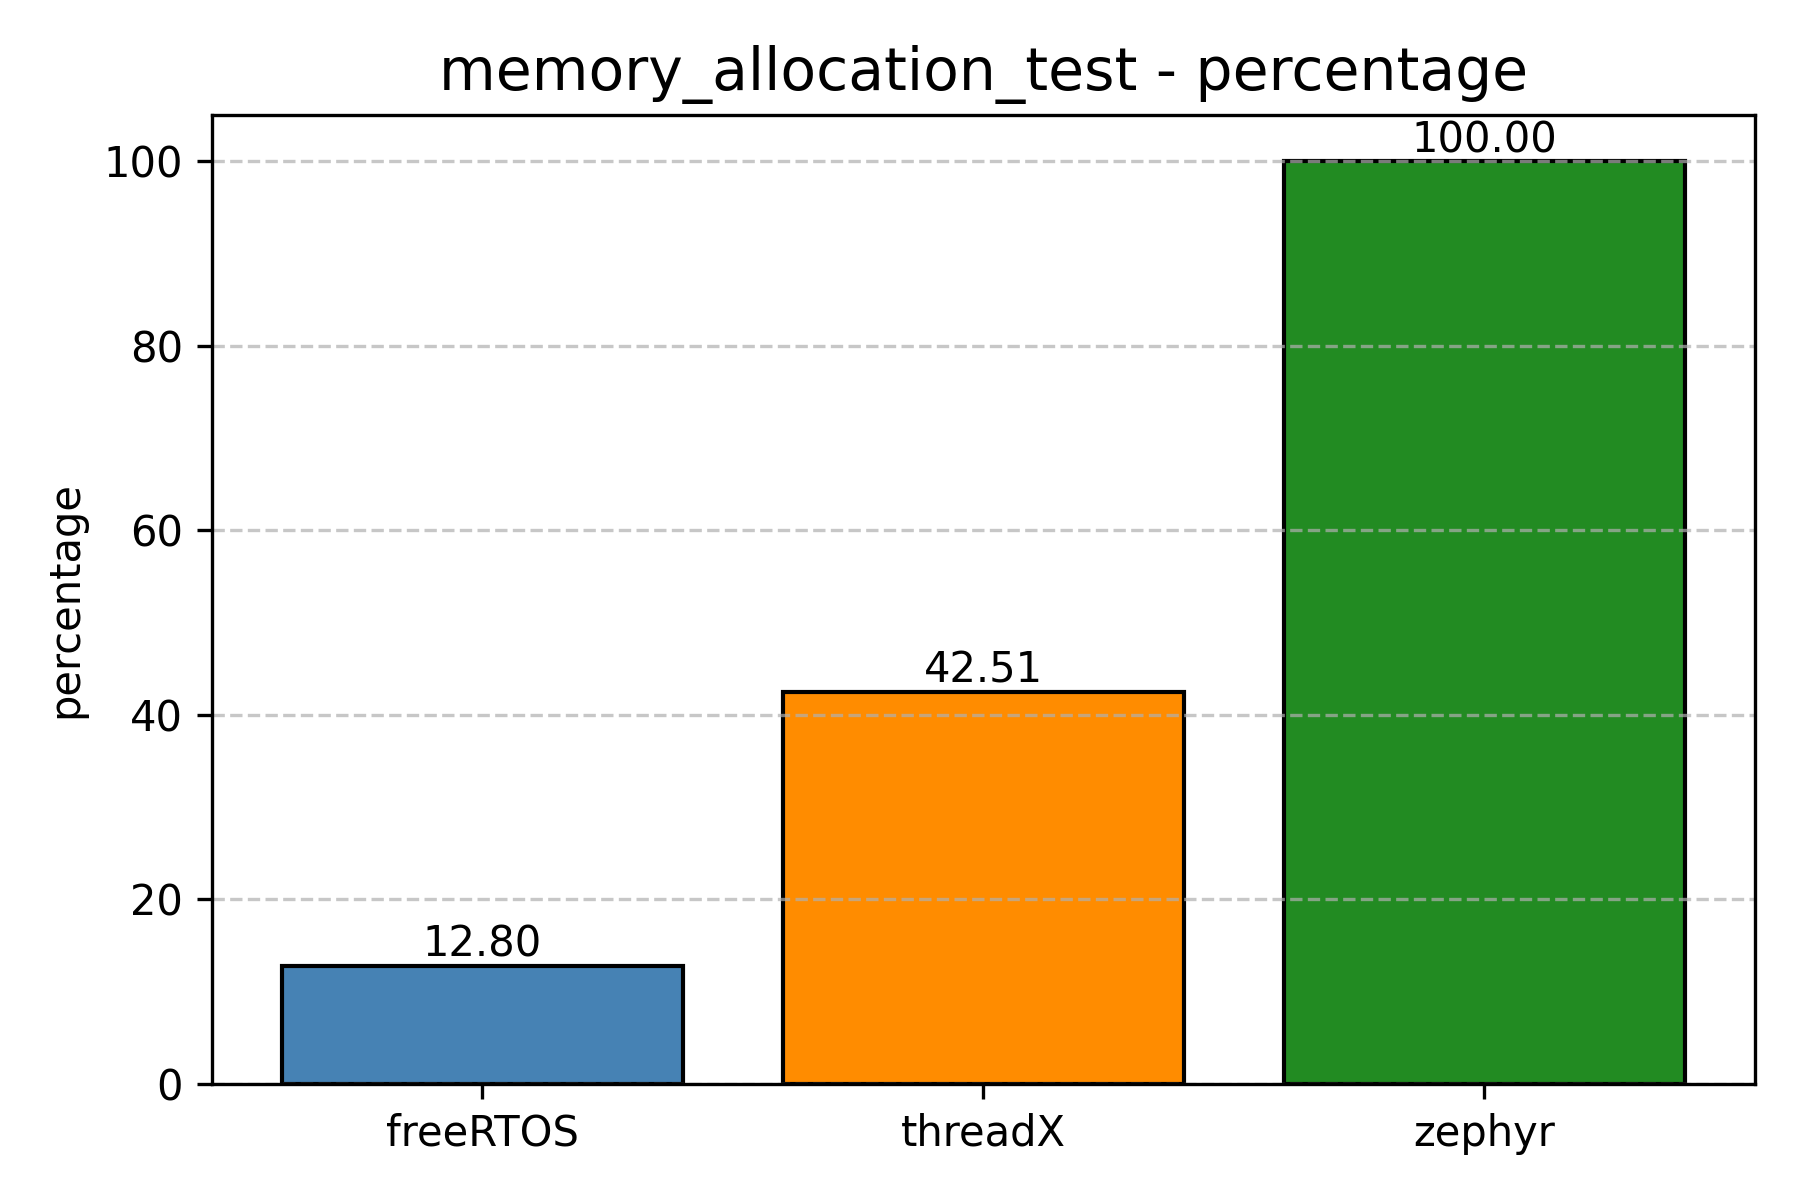 memory_allocation_test - percentage
percentage
100
80
60
40
20
0
12.80
42.51
100.00
freeRTOS
threadX
zephyr